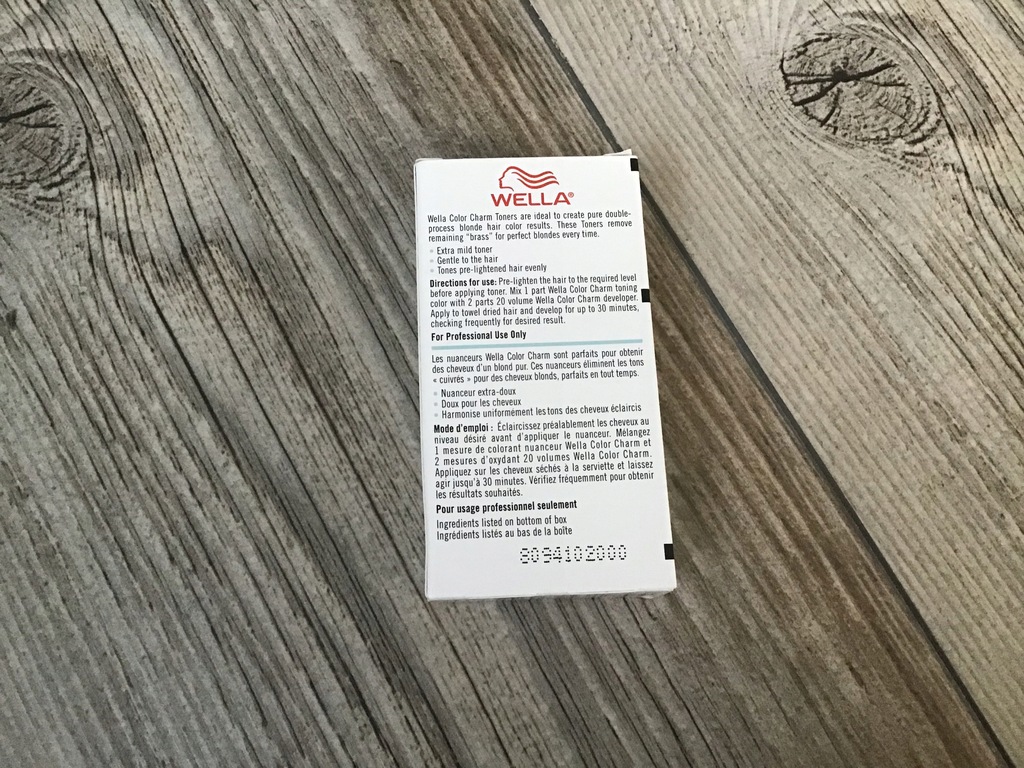 WELLA®
Wella Color Charm Toners are ideal to create pure double-
process blonde hair color results. These Toners remove
remaining "brass" for perfect blondes every time.
• Extra mild toner
• Gentle to the hair
• Tones pre-lightened hair evenly
Directions for use: Pre-lighten the hair to the required level
before applying toner. Mix 1 part Wella Color Charm toning
color with 2 parts 20 volume Wella Color Charm developer.
Apply to towel dried hair and develop for up to 30 minutes,
checking frequently for desired result.
For Professional Use Only
Les nuanceurs Wella Color Charm sont parfaits pour obtenir
des cheveux d'un blond pur. Ces nuanceurs éliminent les tons
« cuivrés » pour des cheveux blonds, parfaits en tout temps.
• Nuanceur extra-doux
• Doux pour les cheveux
• Harmonise uniformément les tons des cheveux éclaircis
Mode d'emploi : Éclaircissez préalablement les cheveux au
niveau désiré avant d'appliquer le nuanceur. Mélangez
1 mesure de colorant nuanceur Wella Color Charm et
2 mesures d'oxydant 20 volumes Wella Color Charm.
Appliquez sur les cheveux séchés à la serviette et laissez
agir jusqu'à 30 minutes. Vérifiez fréquemment pour obtenir
les résultats souhaités.
Pour usage professionnel seulement
Ingredients listed on bottom of box
Ingrédients listés au bas de la boîte
8094102000